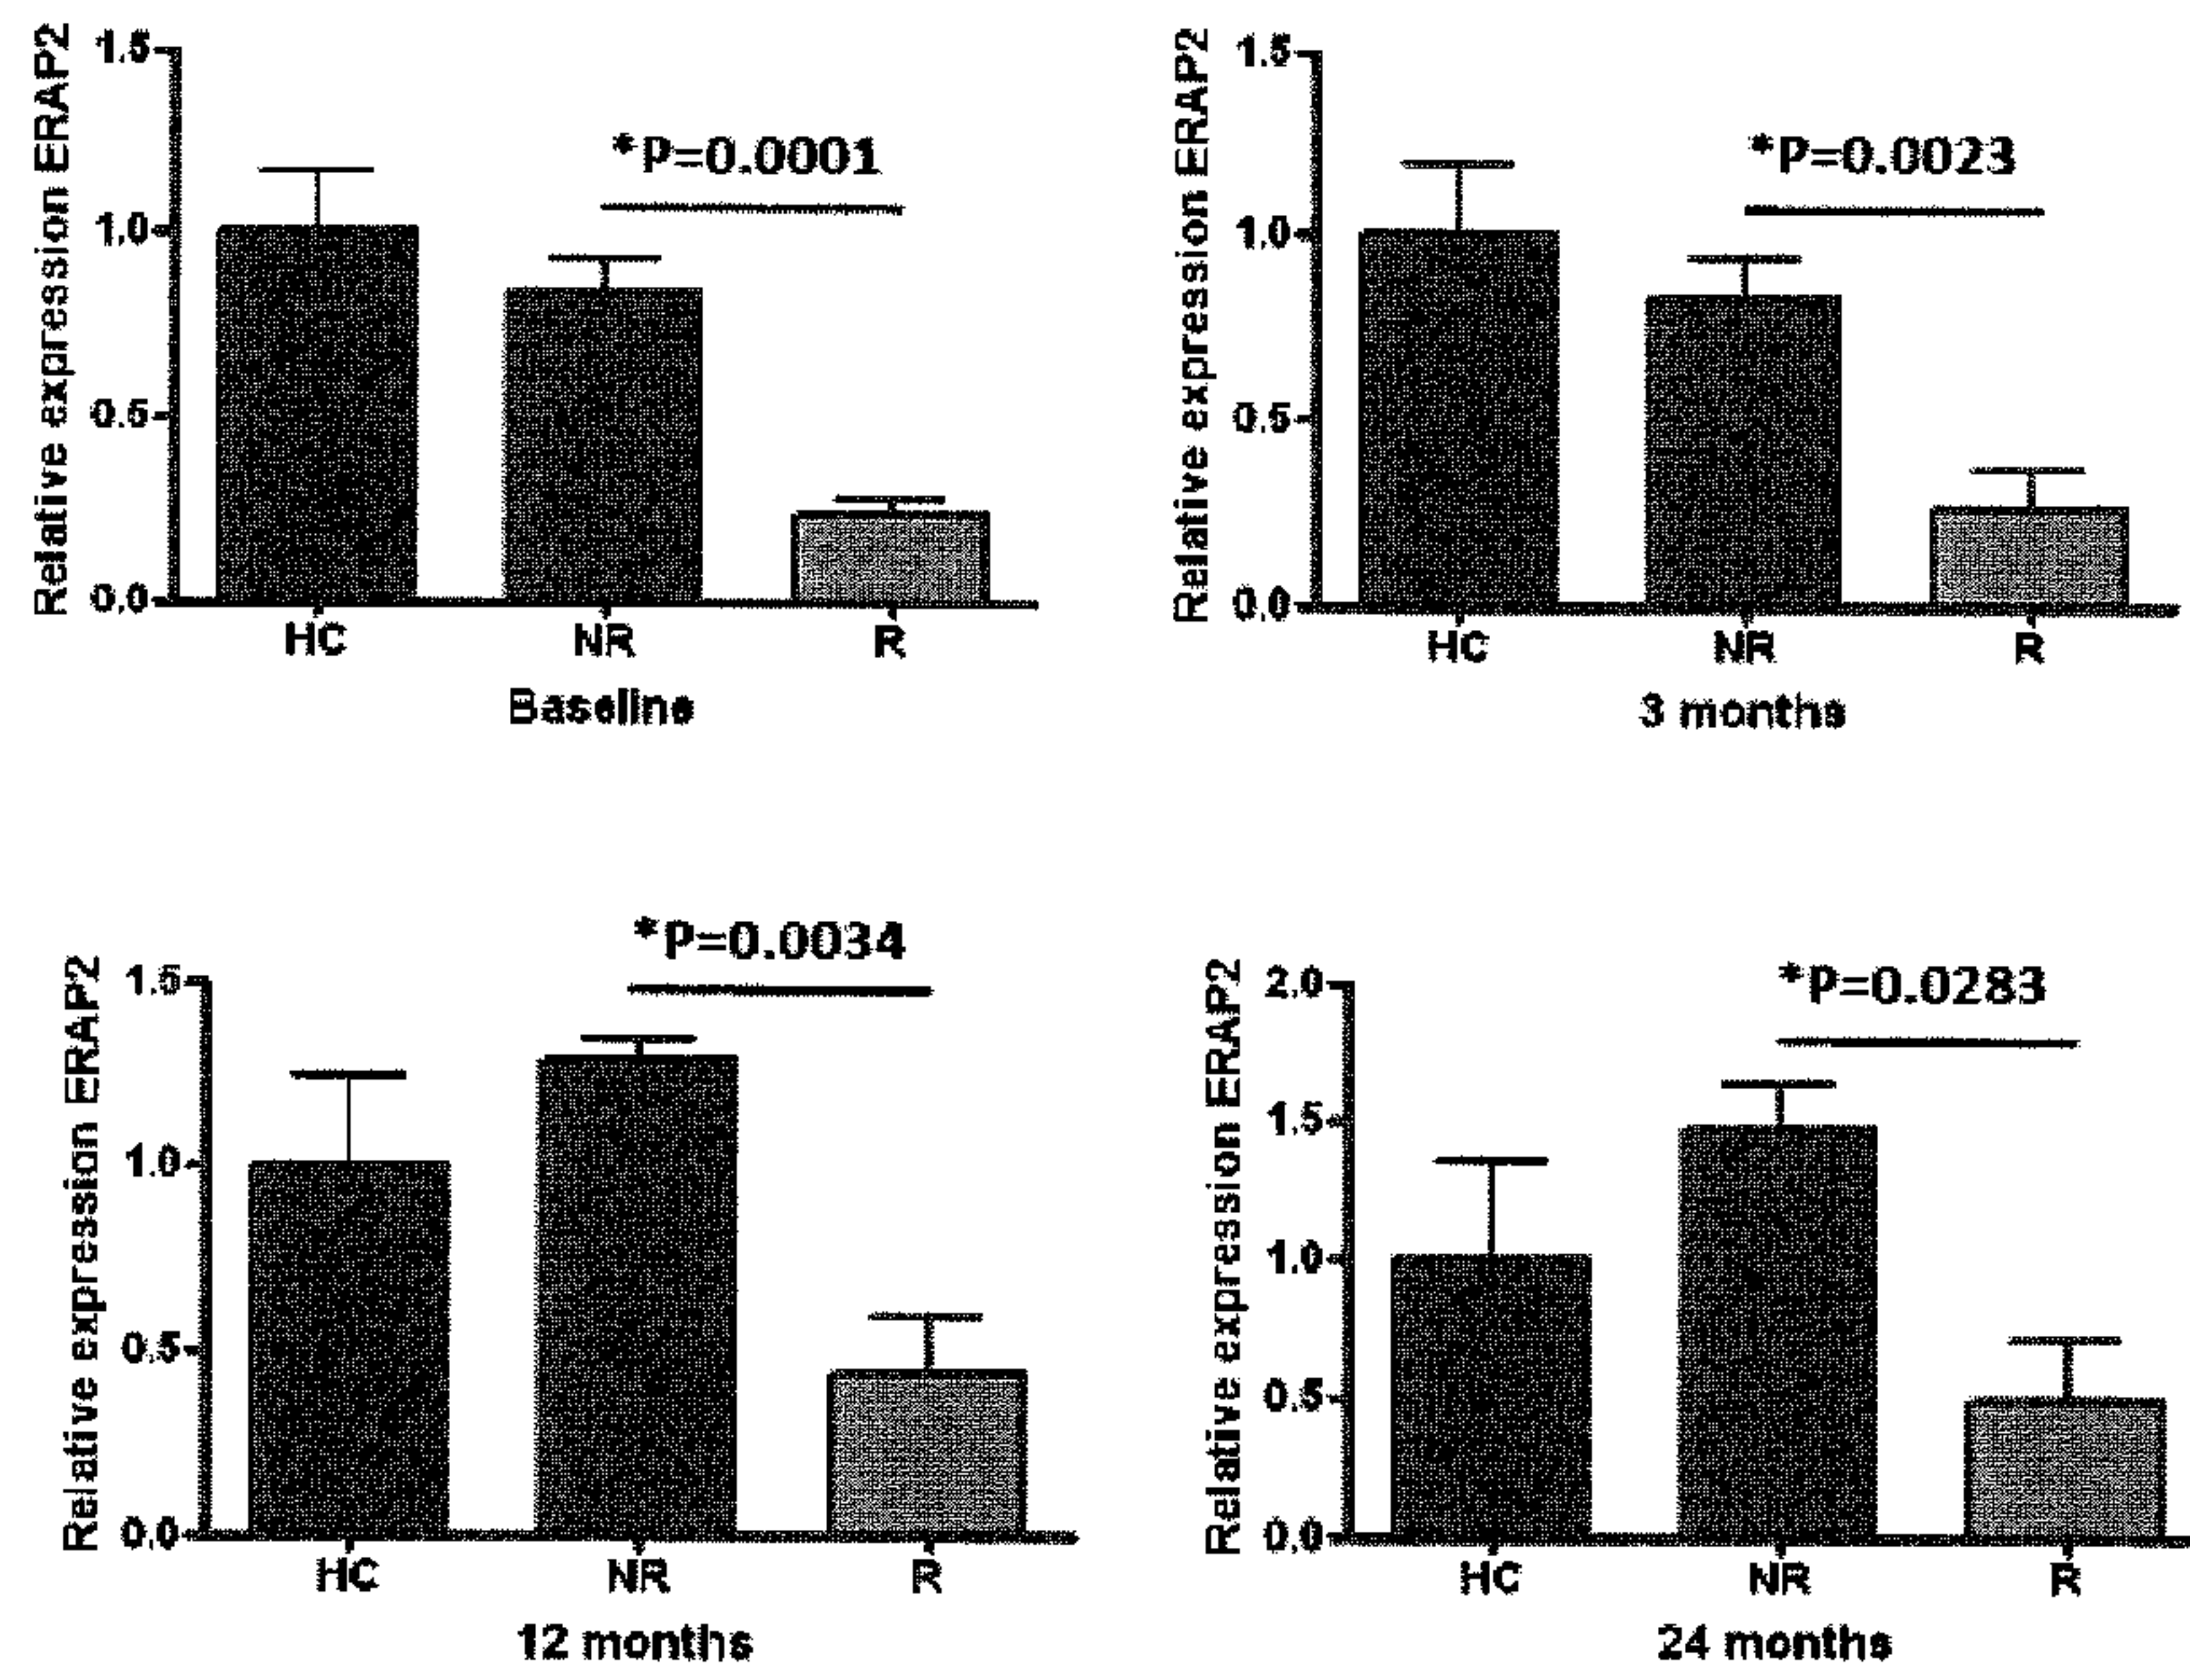 Relative expression ERAP2
1.5
1.0
0.5
0.0
*P=0.0001
HC NR R
Baseline
Relative expression ERAP2
1.5
1.0
0.5
0.0
*P=0.0023
HC NR R
3 months
Relative expression ERAP2
1.5
1.0
0.5
0.0
*P=0.0034
HC NR R
12 months
Relative expression ERAP2
2.0
1.5
1.0
0.5
0.0
*P=0.0283
HC NR R
24 months